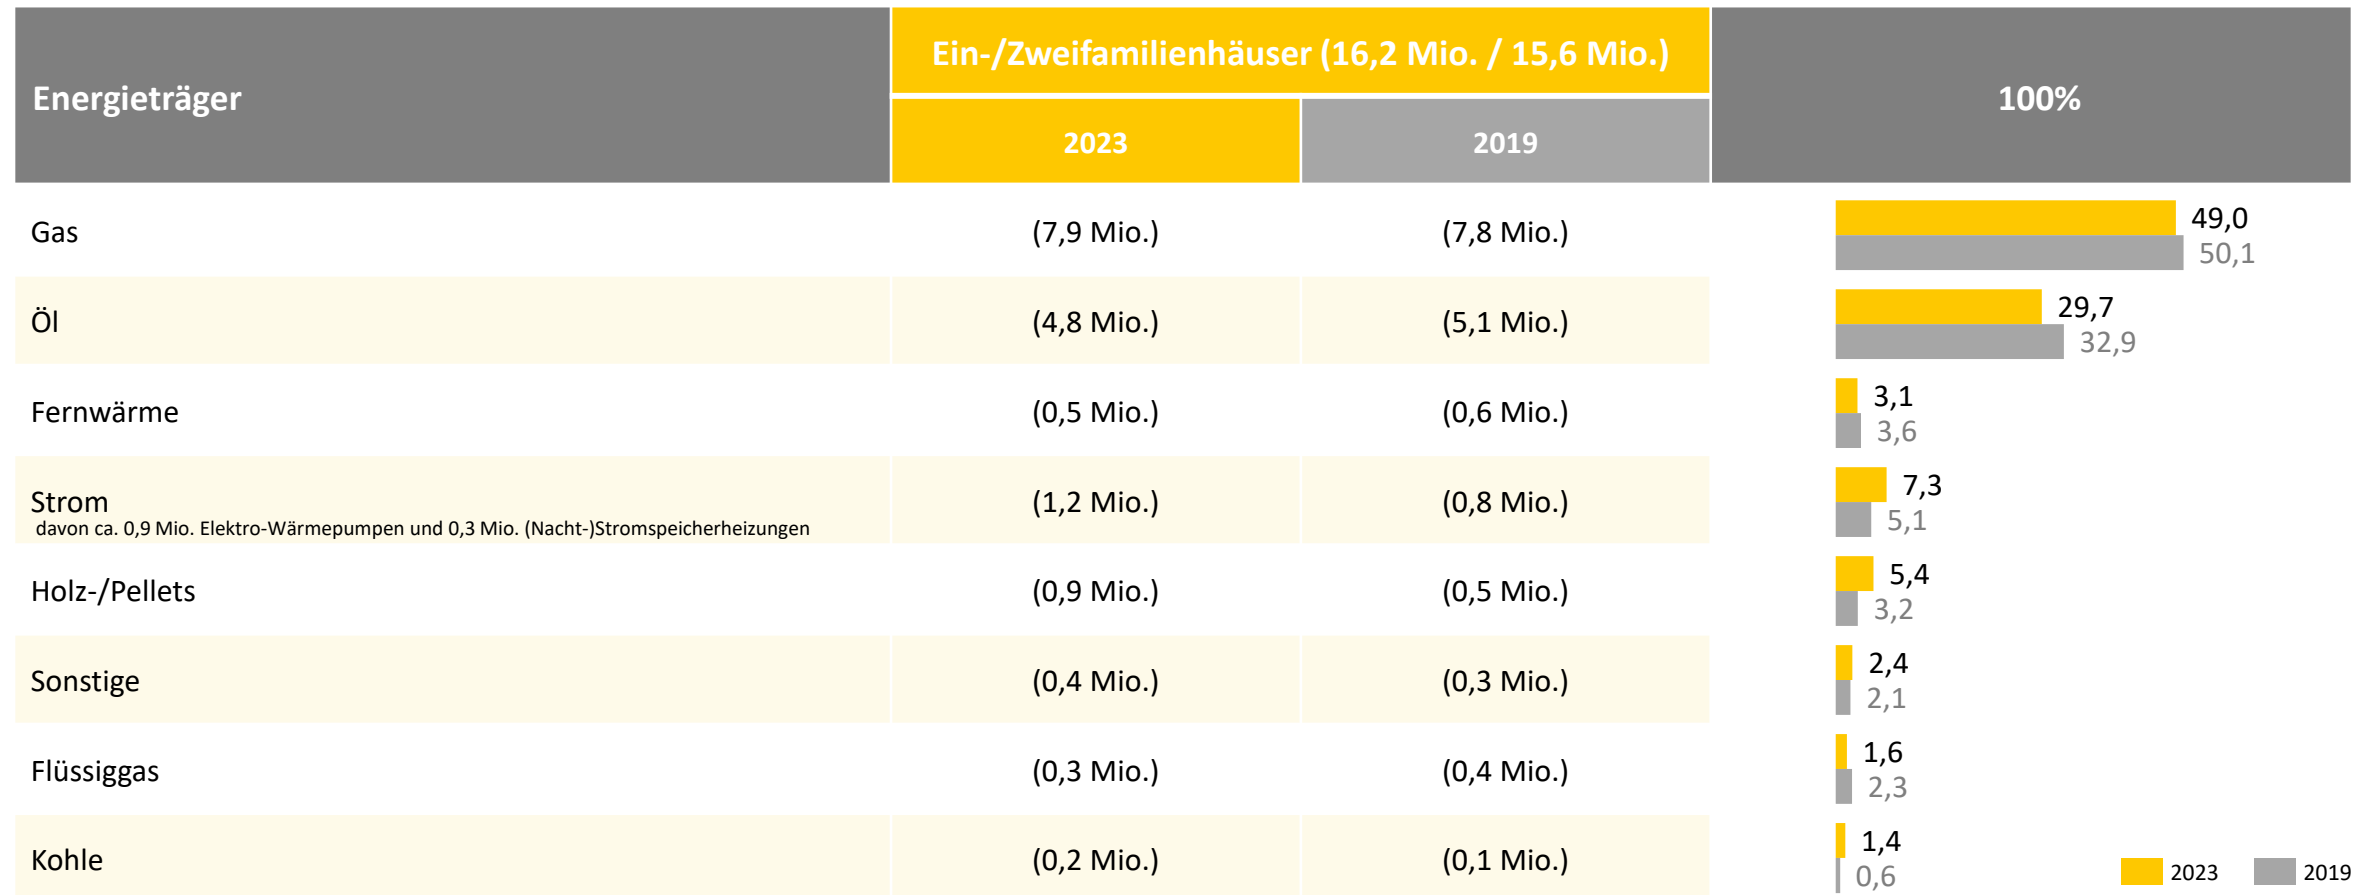 Energieträger
Ein-/Zweifamilienhäuser (16,2 Mio. / 15,6 Mio.)
2023
2019
100%
Gas
(7,9 Mio.)
(7,8 Mio.)
49,0
50,1
Öl
(4,8 Mio.)
(5,1 Mio.)
29,7
32,9
Fernwärme
(0,5 Mio.)
(0,6 Mio.)
3,1
3,6
Strom
davon ca. 0,9 Mio. Elektro-Wärmepumpen und 0,3 Mio. (Nacht-)Stromspeicherheizungen
(1,2 Mio.)
(0,8 Mio.)
7,3
5,1
Holz-/Pellets
(0,9 Mio.)
(0,5 Mio.)
5,4
3,2
Sonstige
(0,4 Mio.)
(0,3 Mio.)
2,4
2,1
Flüssiggas
(0,3 Mio.)
(0,4 Mio.)
1,6
2,3
Kohle
(0,2 Mio.)
(0,1 Mio.)
1,4
0,6
2023
2019